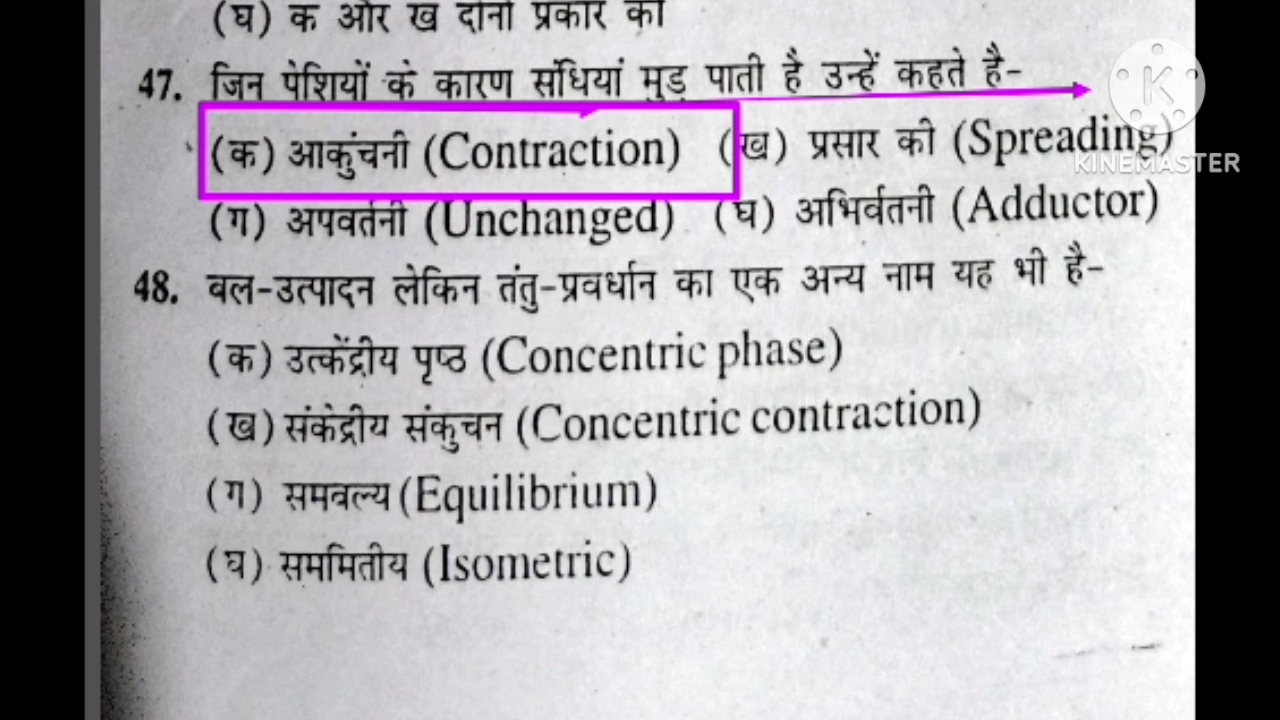 (घ) क और ख दोनों प्रकार की
47. जिन पेशियों के कारण संधियां मुड़ पाती है उन्हें कहते है-
(क) आकुंचनी (Contraction) (ख) प्रसार की (Spreading)
(ग) अपवर्तनी (Unchanged) (घ) अभिर्वतनी (Adductor)
48. बल-उत्पादन लेकिन तंतु-प्रवर्धान का एक अन्य नाम यह भी है-
(क) उत्केंद्रीय पृष्ठ (Concentric phase)
(ख) संकेद्रीय संकुचन (Concentric contraction)
(ग) समवल्य (Equilibrium)
(घ) सममितीय (Isometric)
K
KINEMASTER